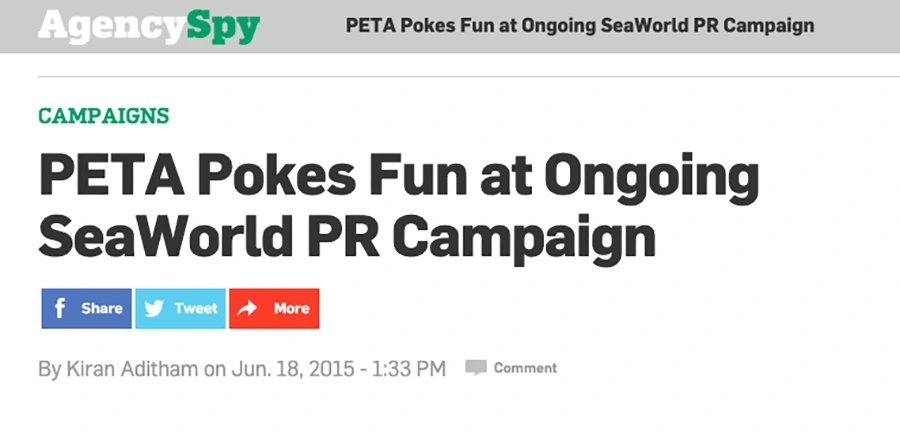 AgencySpy PETA Pokes Fun at Ongoing SeaWorld PR Campaign
CAMPAIGNS
PETA Pokes Fun at Ongoing
SeaWorld PR Campaign
Share Tweet More
By Kiran Aditham on Jun. 18, 2015 - 1:33 PM Comment